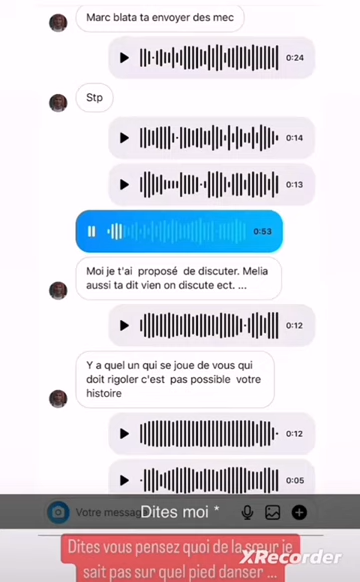 Marc blata ta envoyer des mec
0:24
Stp
0:14
0:13
0:53
Moi je t'ai proposé de discuter. Melia
aussi ta dit vien on discute ect. ...
0:12
Y a quel un qui se joue de vous qui
doit rigoler c'est pas possible votre
histoire
0:12
0:05
Votre messag
Dites moi *
Dites vous pensez quoi de la sœur je
sait pas sur quel pied danser ...
XRecorder